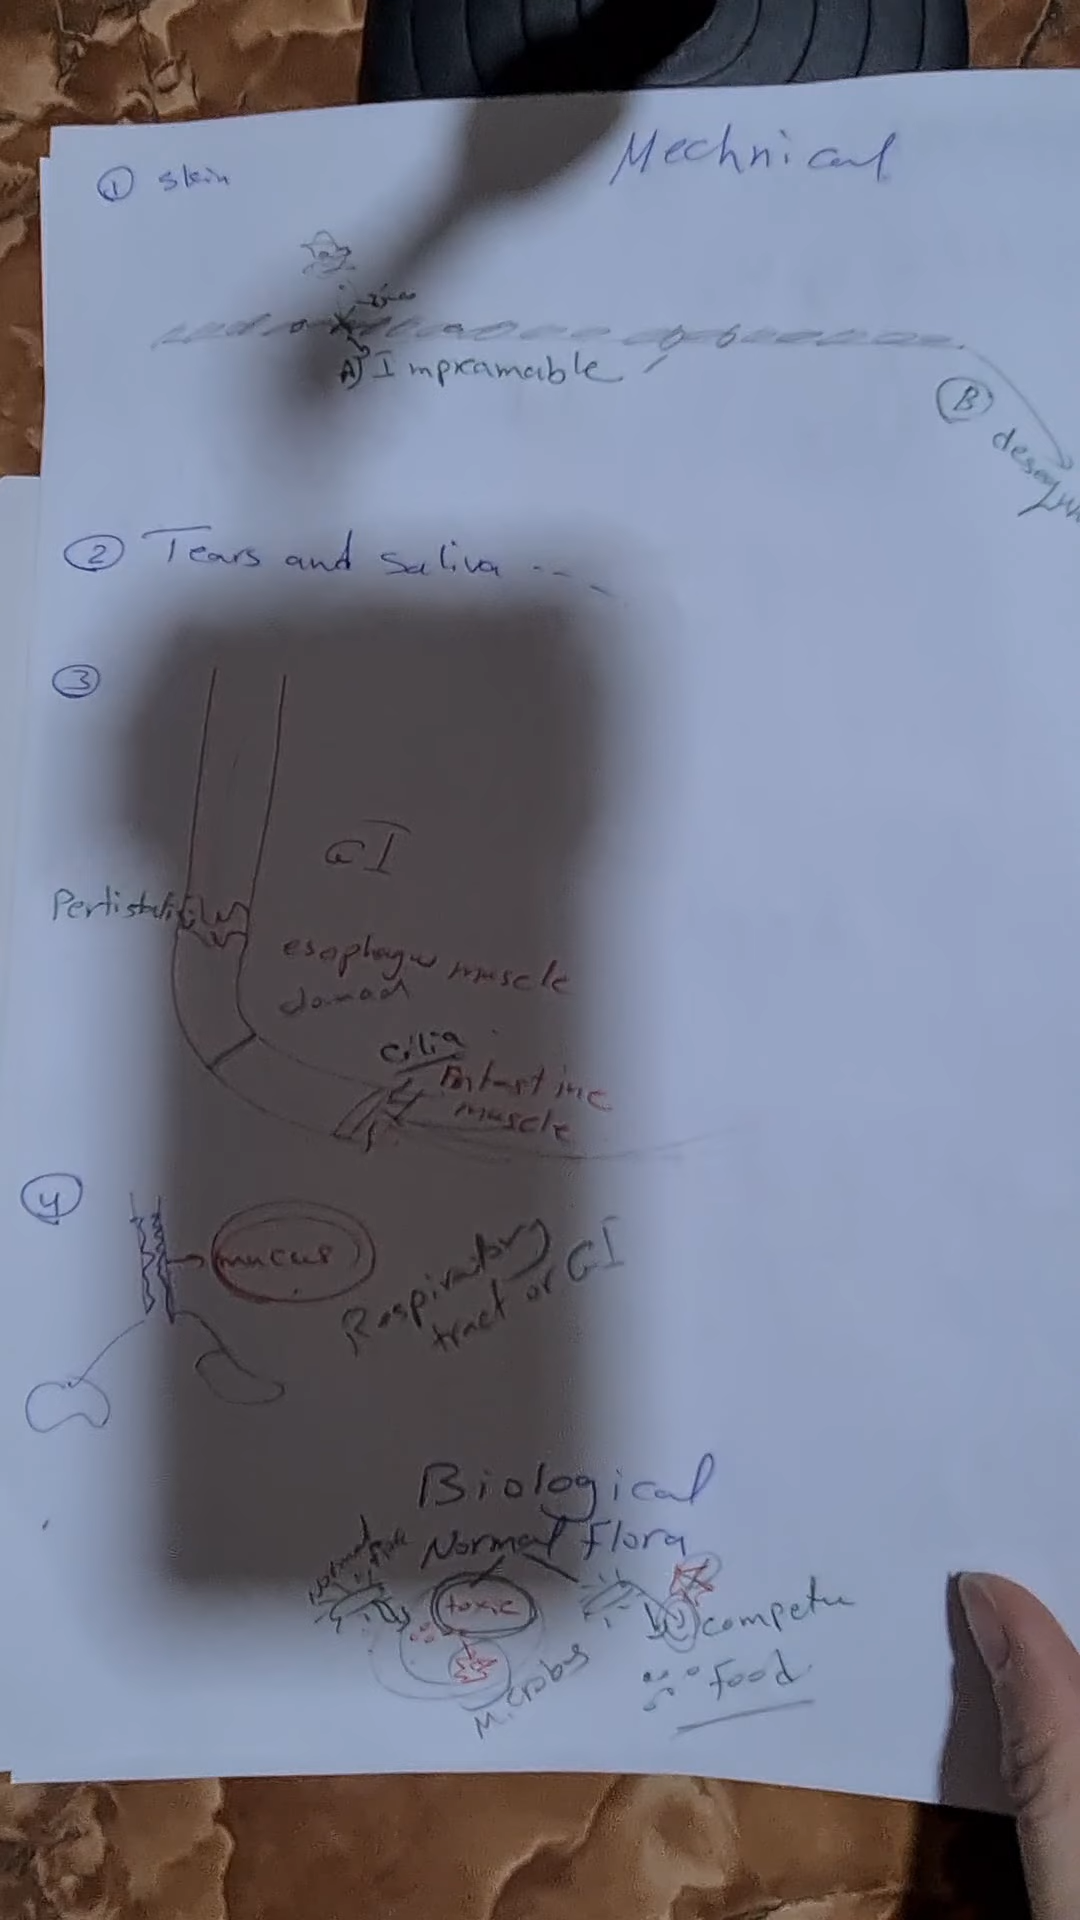 Mechnical
① skin
A) Impramable
B
② Tears and Saliva ---
③
GI
Pertistalis
esophagus muscle
cilia
Intestine
muscle
④
mucus
Respiratory
tract or GI
Biological
Normal Flora
toxic
compete
Food
Microbes